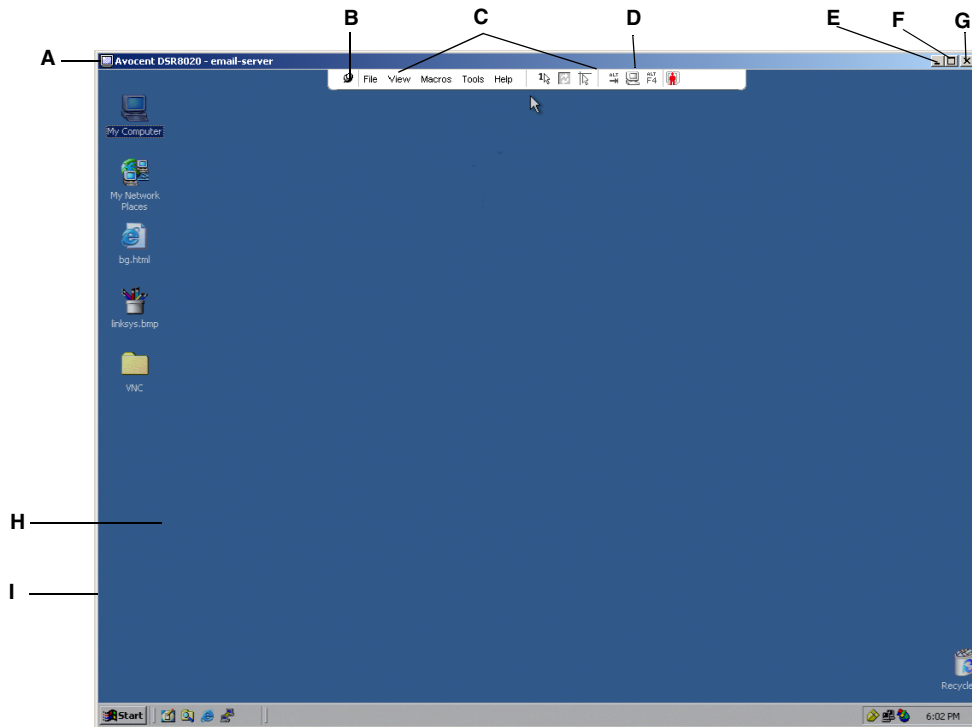 B
C
D
E
F
G
A
Avocent DSR8020 - email-server
File View Macros Tools Help 1 ALT ALT F4
My Computer
My Network
Places
bg.html
linksys.bmp
VNC
H
I
Recycle
Start
6:02 PM